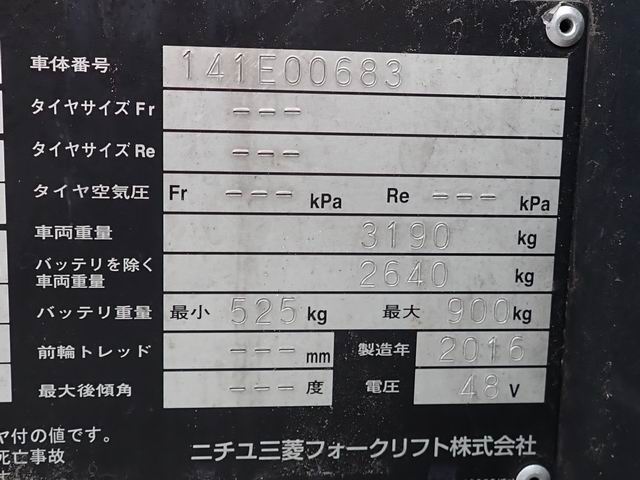 車体番号 141E00683
タイヤサイズ Fr ---
タイヤサイズ Re ---
タイヤ空気圧 Fr --- kPa Re --- kPa
車両重量 3190 kg
バッテリを除く
車両重量 2640 kg
バッテリ重量 最小 525 kg 最大 900 kg
前輪トレッド --- mm 製造年 2016
最大後傾角 --- 度 電圧 48 V
ヤ付の値です。
死亡事故
ニチユ三菱フォークリフト株式会社